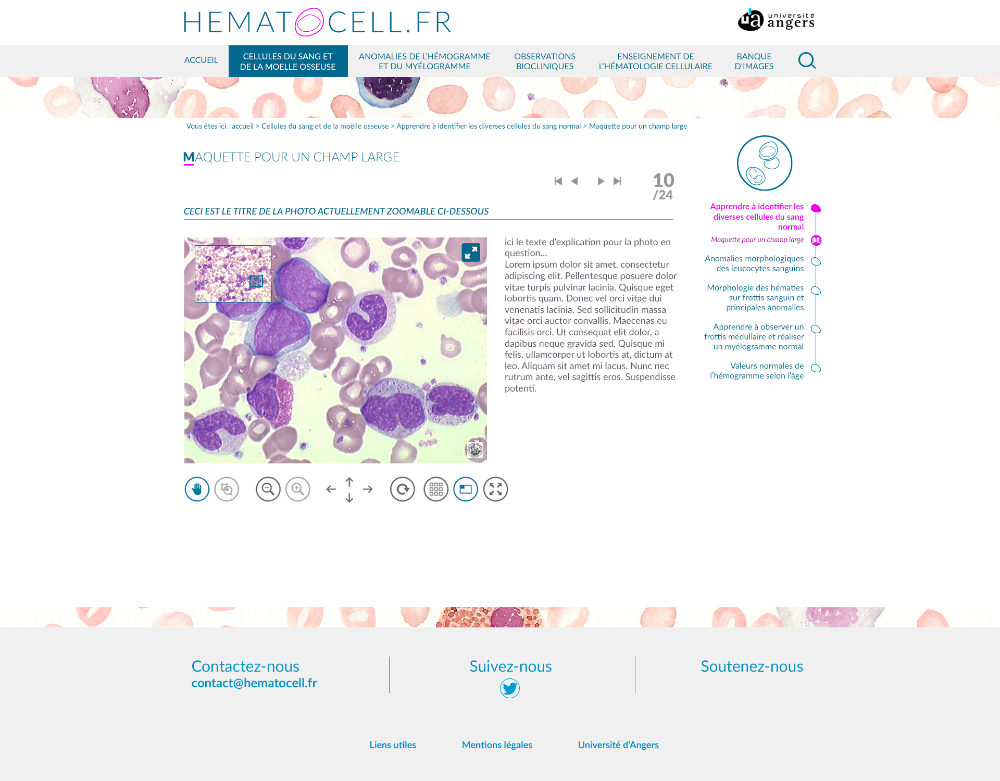 HEMATOCELL.FR
ua université
angers
ACCUEIL
CELLULES DU SANG ET
DE LA MOELLE OSSEUSE
ANOMALIES DE L'HÉMOGRAMME
ET DU MYÉLOGRAMME
OBSERVATIONS
BIOCLINIQUES
ENSEIGNEMENT DE
L'HÉMATOLOGIE CELLULAIRE
BANQUE
D'IMAGES
Vous êtes ici : accueil > Cellules du sang et de la moëlle osseuse > Apprendre à identifier les diverses cellules du sang normal > Maquette pour un champ large
MAQUETTE POUR UN CHAMP LARGE
10
/24
CECI EST LE TITRE DE LA PHOTO ACTUELLEMENT ZOOMABLE CI-DESSOUS
ici le texte d'explication pour la photo en
question...
Lorem ipsum dolor sit amet, consectetur
adipiscing elit. Pellentesque posuere dolor
vitae turpis pulvinar lacinia. Quisque eget
lobortis quam. Donec vel orci vitae dui
venenatis lacinia. Sed sollicitudin massa
vitae orci auctor convallis. Maecenas eu
facilisis orci. Ut consequat elit dolor, a
dapibus neque gravida sed. Quisque mi
felis, ullamcorper ut lobortis at, dictum at
leo. Aliquam sit amet mi lacus. Nunc nec
rutrum ante, vel sagittis eros. Suspendisse
potenti.
Apprendre à identifier les
diverses cellules du sang
normal
Maquette pour un champ large
Anomalies morphologiques
des leucocytes sanguins
Morphologie des hématies
sur frottis sanguin et
principales anomalies
Apprendre à observer un
frottis médullaire et réaliser
un myélogramme normal
Valeurs normales de
l'hémogramme selon l'âge
Contactez-nous
contact@hematocell.fr
Suivez-nous
Soutenez-nous
Liens utiles
Mentions légales
Université d'Angers